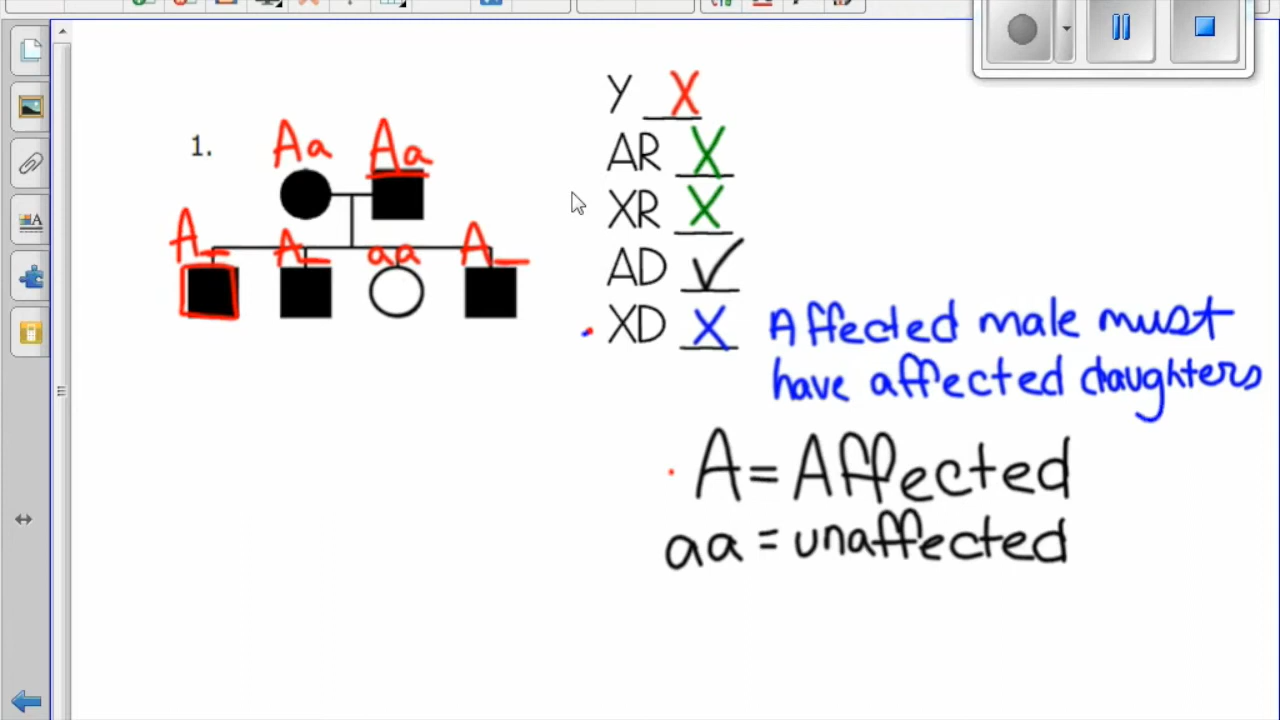 1.
Aa Aa
A_ A_ aa A_
Y X
AR X
XR X
AD ✓
XD X Affected male must
have affected daughters
A = Affected
aa = unaffected